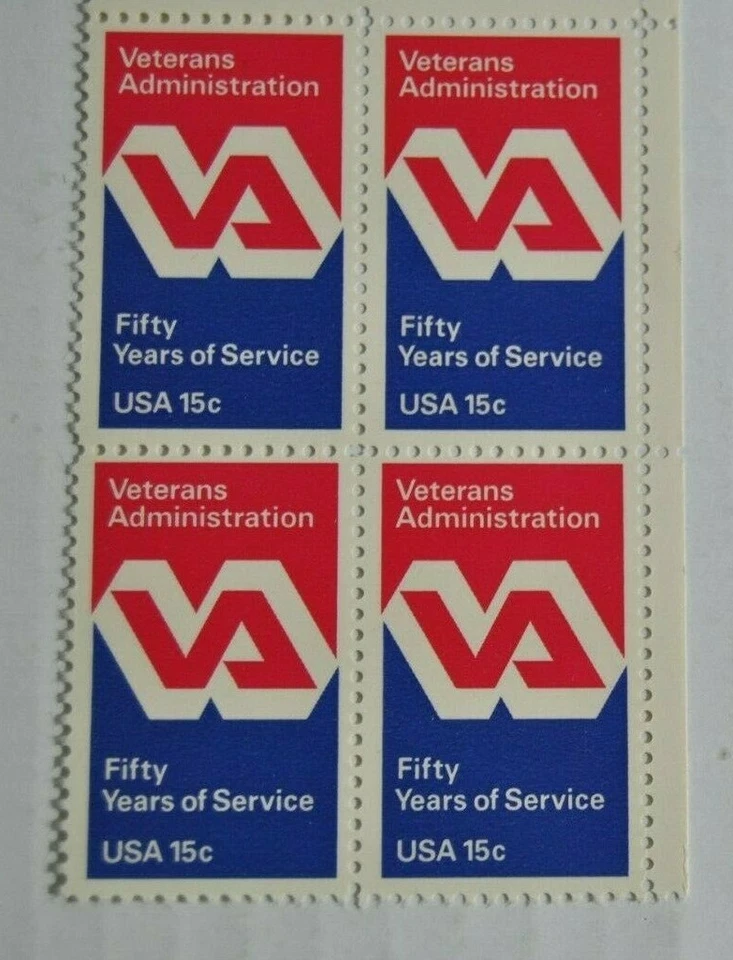 Veterans
Administration
VA
Fifty
Years of Service
USA 15c
Veterans
Administration
VA
Fifty
Years of Service
USA 15c
Veterans
Administration
VA
Fifty
Years of Service
USA 15c
Veterans
Administration
VA
Fifty
Years of Service
USA 15c